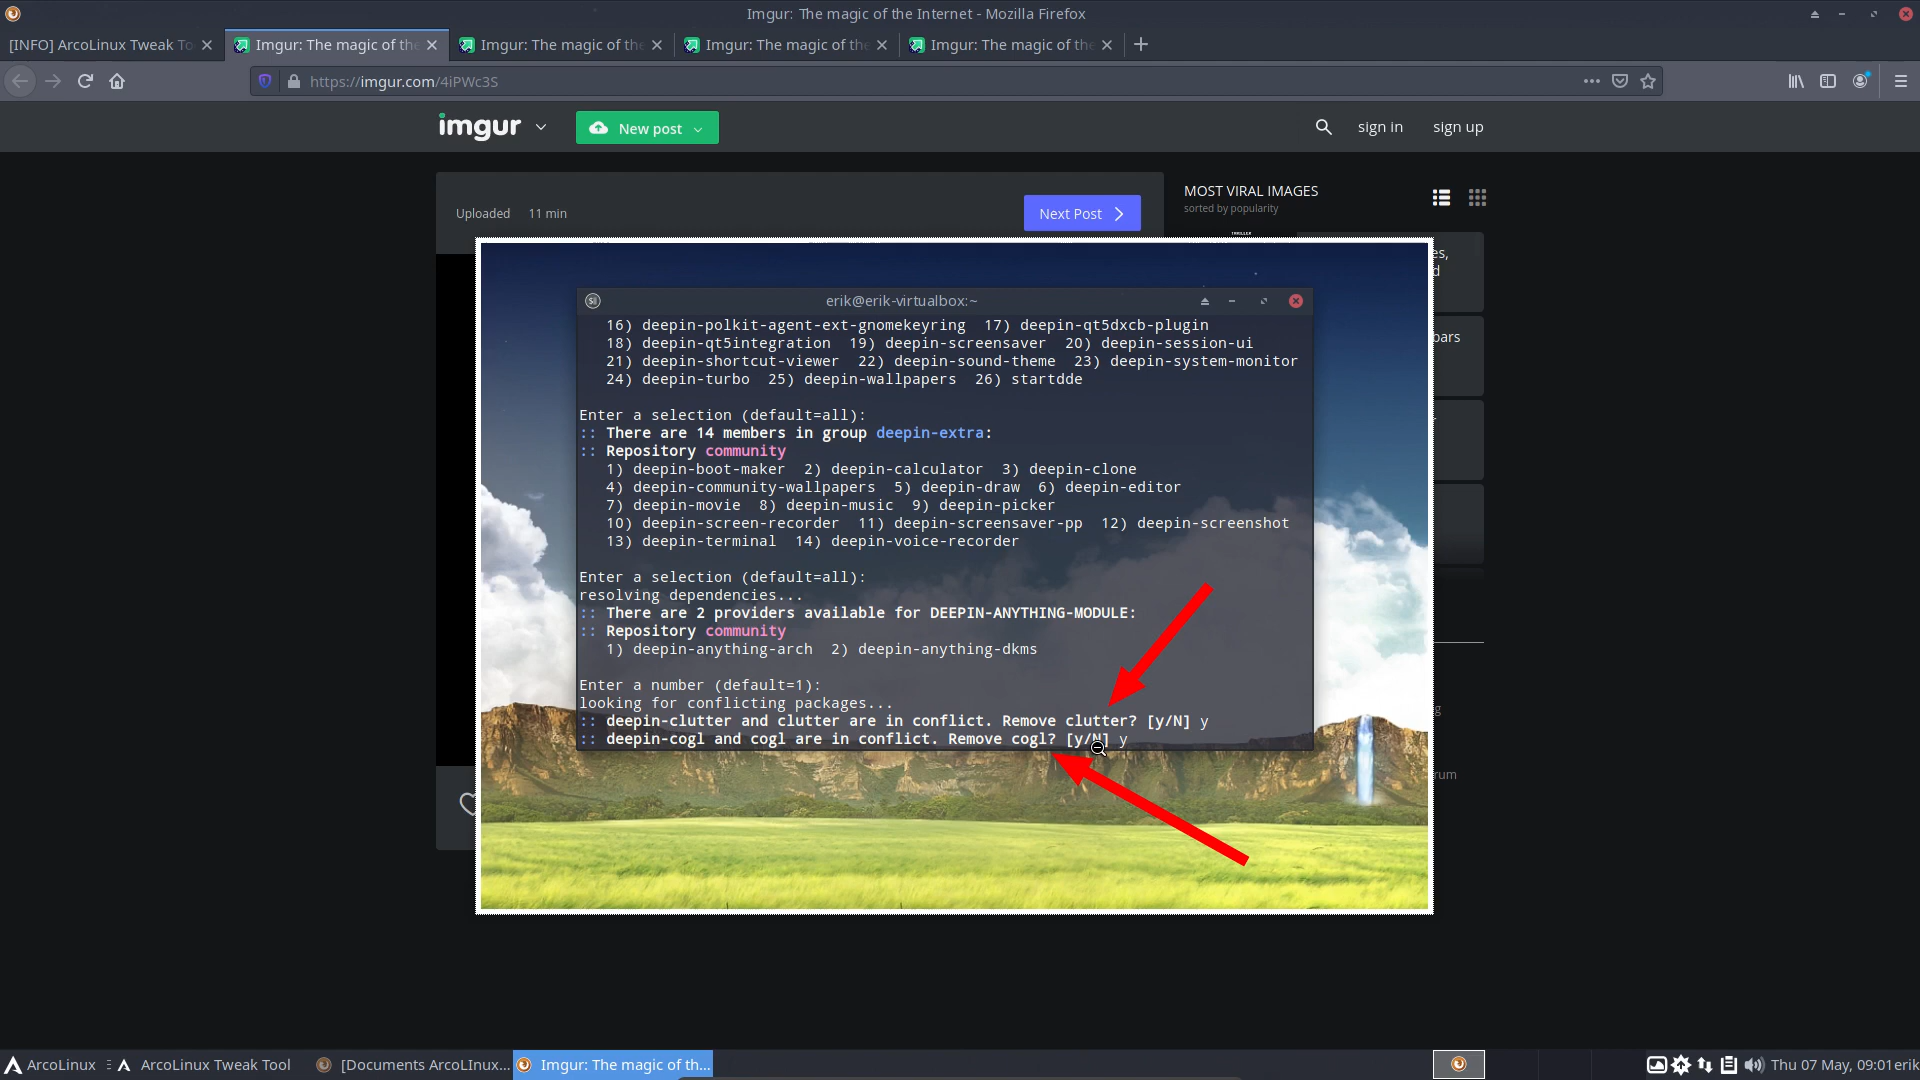 Imgur: The magic of the Internet - Mozilla Firefox
[INFO] ArcoLinux Tweak To
Imgur: The magic of the
Imgur: The magic of the
Imgur: The magic of the
Imgur: The magic of the
https://imgur.com/4iPWc3S
imgur
New post
sign in
sign up
Uploaded 11 min
Next Post
MOST VIRAL IMAGES
sorted by popularity
THRILLER
es,
d
bars
erik@erik-virtualbox:~
16) deepin-polkit-agent-ext-gnomekeyring 17) deepin-qt5dxcb-plugin
18) deepin-qt5integration 19) deepin-screensaver 20) deepin-session-ui
21) deepin-shortcut-viewer 22) deepin-sound-theme 23) deepin-system-monitor
24) deepin-turbo 25) deepin-wallpapers 26) startdde
Enter a selection (default=all):
:: There are 14 members in group deepin-extra:
:: Repository community
1) deepin-boot-maker 2) deepin-calculator 3) deepin-clone
4) deepin-community-wallpapers 5) deepin-draw 6) deepin-editor
7) deepin-movie 8) deepin-music 9) deepin-picker
10) deepin-screen-recorder 11) deepin-screensaver-pp 12) deepin-screenshot
13) deepin-terminal 14) deepin-voice-recorder
Enter a selection (default=all):
resolving dependencies...
:: There are 2 providers available for DEEPIN-ANYTHING-MODULE:
:: Repository community
1) deepin-anything-arch 2) deepin-anything-dkms
Enter a number (default=1):
looking for conflicting packages...
:: deepin-clutter and clutter are in conflict. Remove clutter? [y/N] y
:: deepin-cogl and cogl are in conflict. Remove cogl? [y/N] y
g
rum
ArcoLinux
ArcoLinux Tweak Tool
[Documents ArcoLInux...
Imgur: The magic of th...
Thu 07 May, 09:01 erik